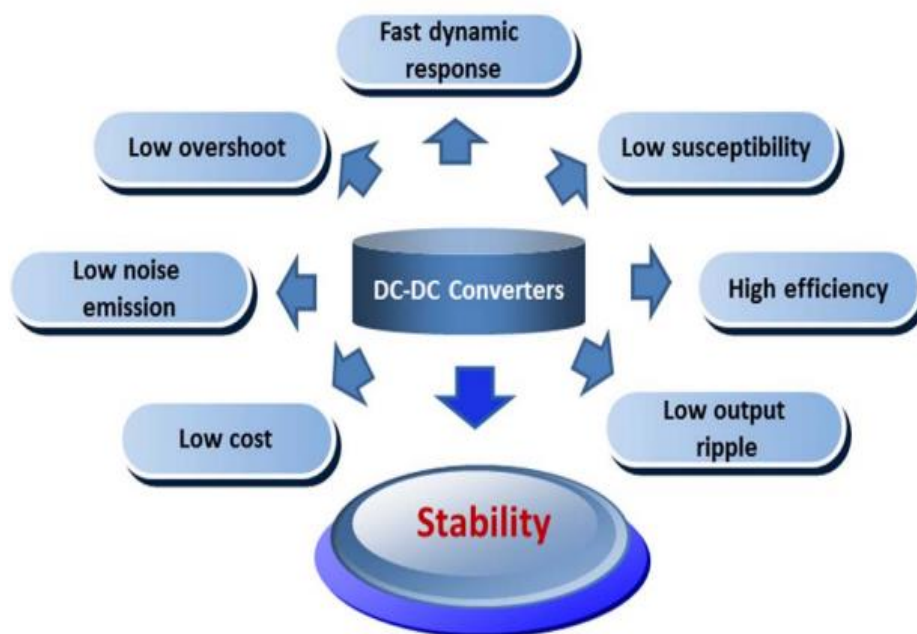 Fast dynamic
response
Low overshoot
Low susceptibility
Low noise
emission
DC-DC Converters
High efficiency
Low cost
Low output
ripple
Stability